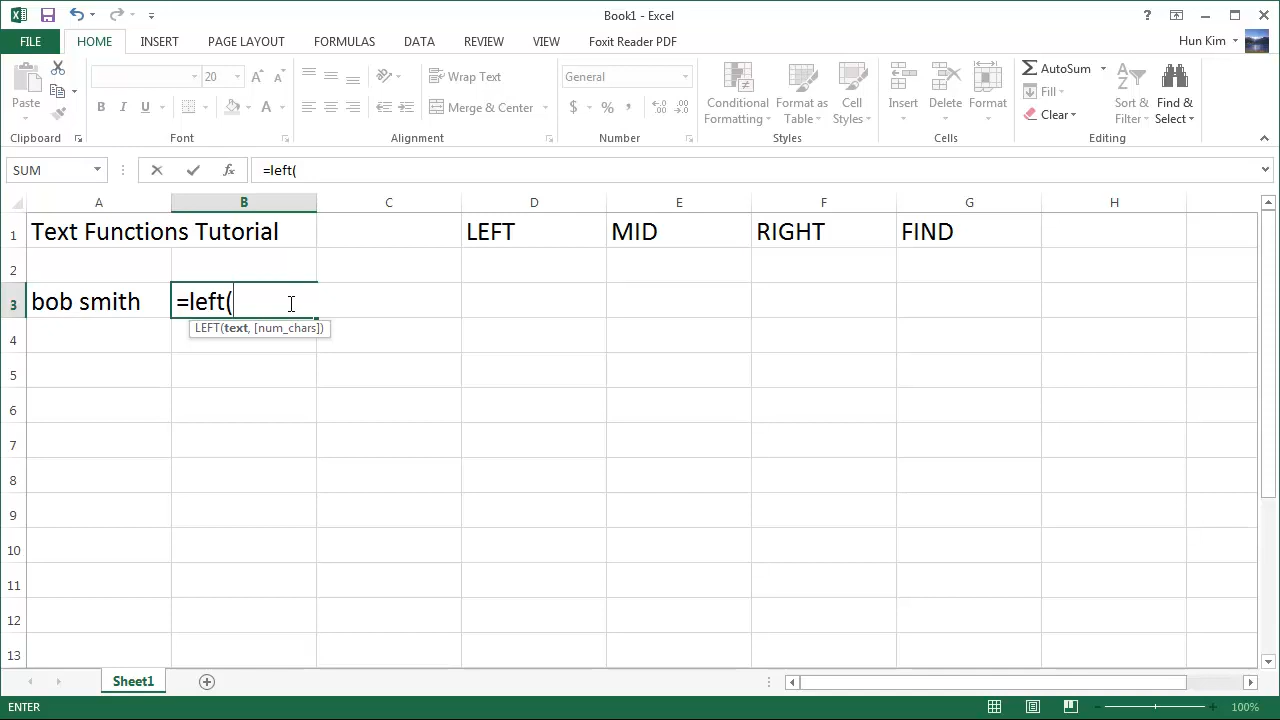 Book1 - Excel
FILE HOME INSERT PAGE LAYOUT FORMULAS DATA REVIEW VIEW Foxit Reader PDF Hun Kim
Paste
20
Wrap Text
Merge & Center
General
Conditional Formatting
Format as Table
Cell Styles
Insert
Delete
Format
AutoSum
Fill
Clear
Sort & Filter
Find & Select
Clipboard Font Alignment Number Styles Cells Editing
SUM fx =left(
A B C D E F G H
1 Text Functions Tutorial LEFT MID RIGHT FIND
2
3 bob smith =left(
LEFT(text, [num_chars])
4
5
6
7
8
9
10
11
12
13
Sheet1
ENTER 100%